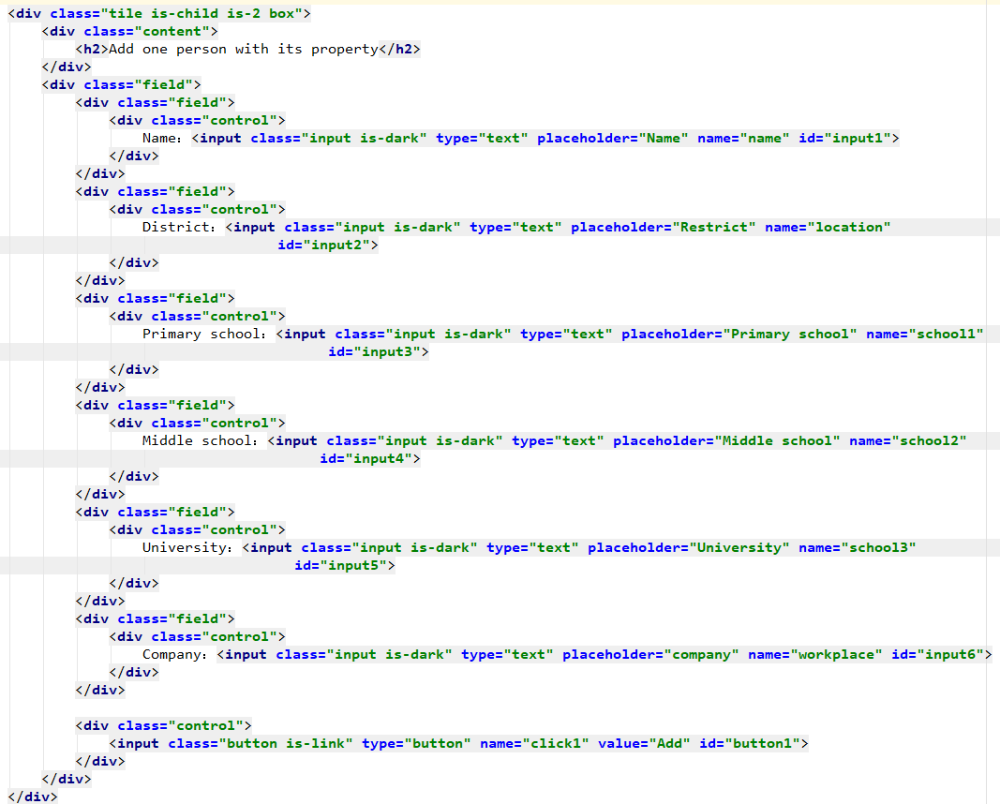 <div class="tile is-child is-2 box">
    <div class="content">
        <h2>Add one person with its property</h2>
    </div>
    <div class="field">
        <div class="field">
            <div class="control">
                Name：<input class="input is-dark" type="text" placeholder="Name" name="name" id="input1">
            </div>
        </div>
        <div class="field">
            <div class="control">
                District：<input class="input is-dark" type="text" placeholder="Restrict" name="location"
                                id="input2">
            </div>
        </div>
        <div class="field">
            <div class="control">
                Primary school：<input class="input is-dark" type="text" placeholder="Primary school" name="school1"
                                      id="input3">
            </div>
        </div>
        <div class="field">
            <div class="control">
                Middle school：<input class="input is-dark" type="text" placeholder="Middle school" name="school2"
                                     id="input4">
            </div>
        </div>
        <div class="field">
            <div class="control">
                University：<input class="input is-dark" type="text" placeholder="University" name="school3"
                                  id="input5">
            </div>
        </div>
        <div class="field">
            <div class="control">
                Company：<input class="input is-dark" type="text" placeholder="company" name="workplace" id="input6">
            </div>
        </div>

        <div class="control">
            <input class="button is-link" type="button" name="click1" value="Add" id="button1">
        </div>
    </div>
</div>